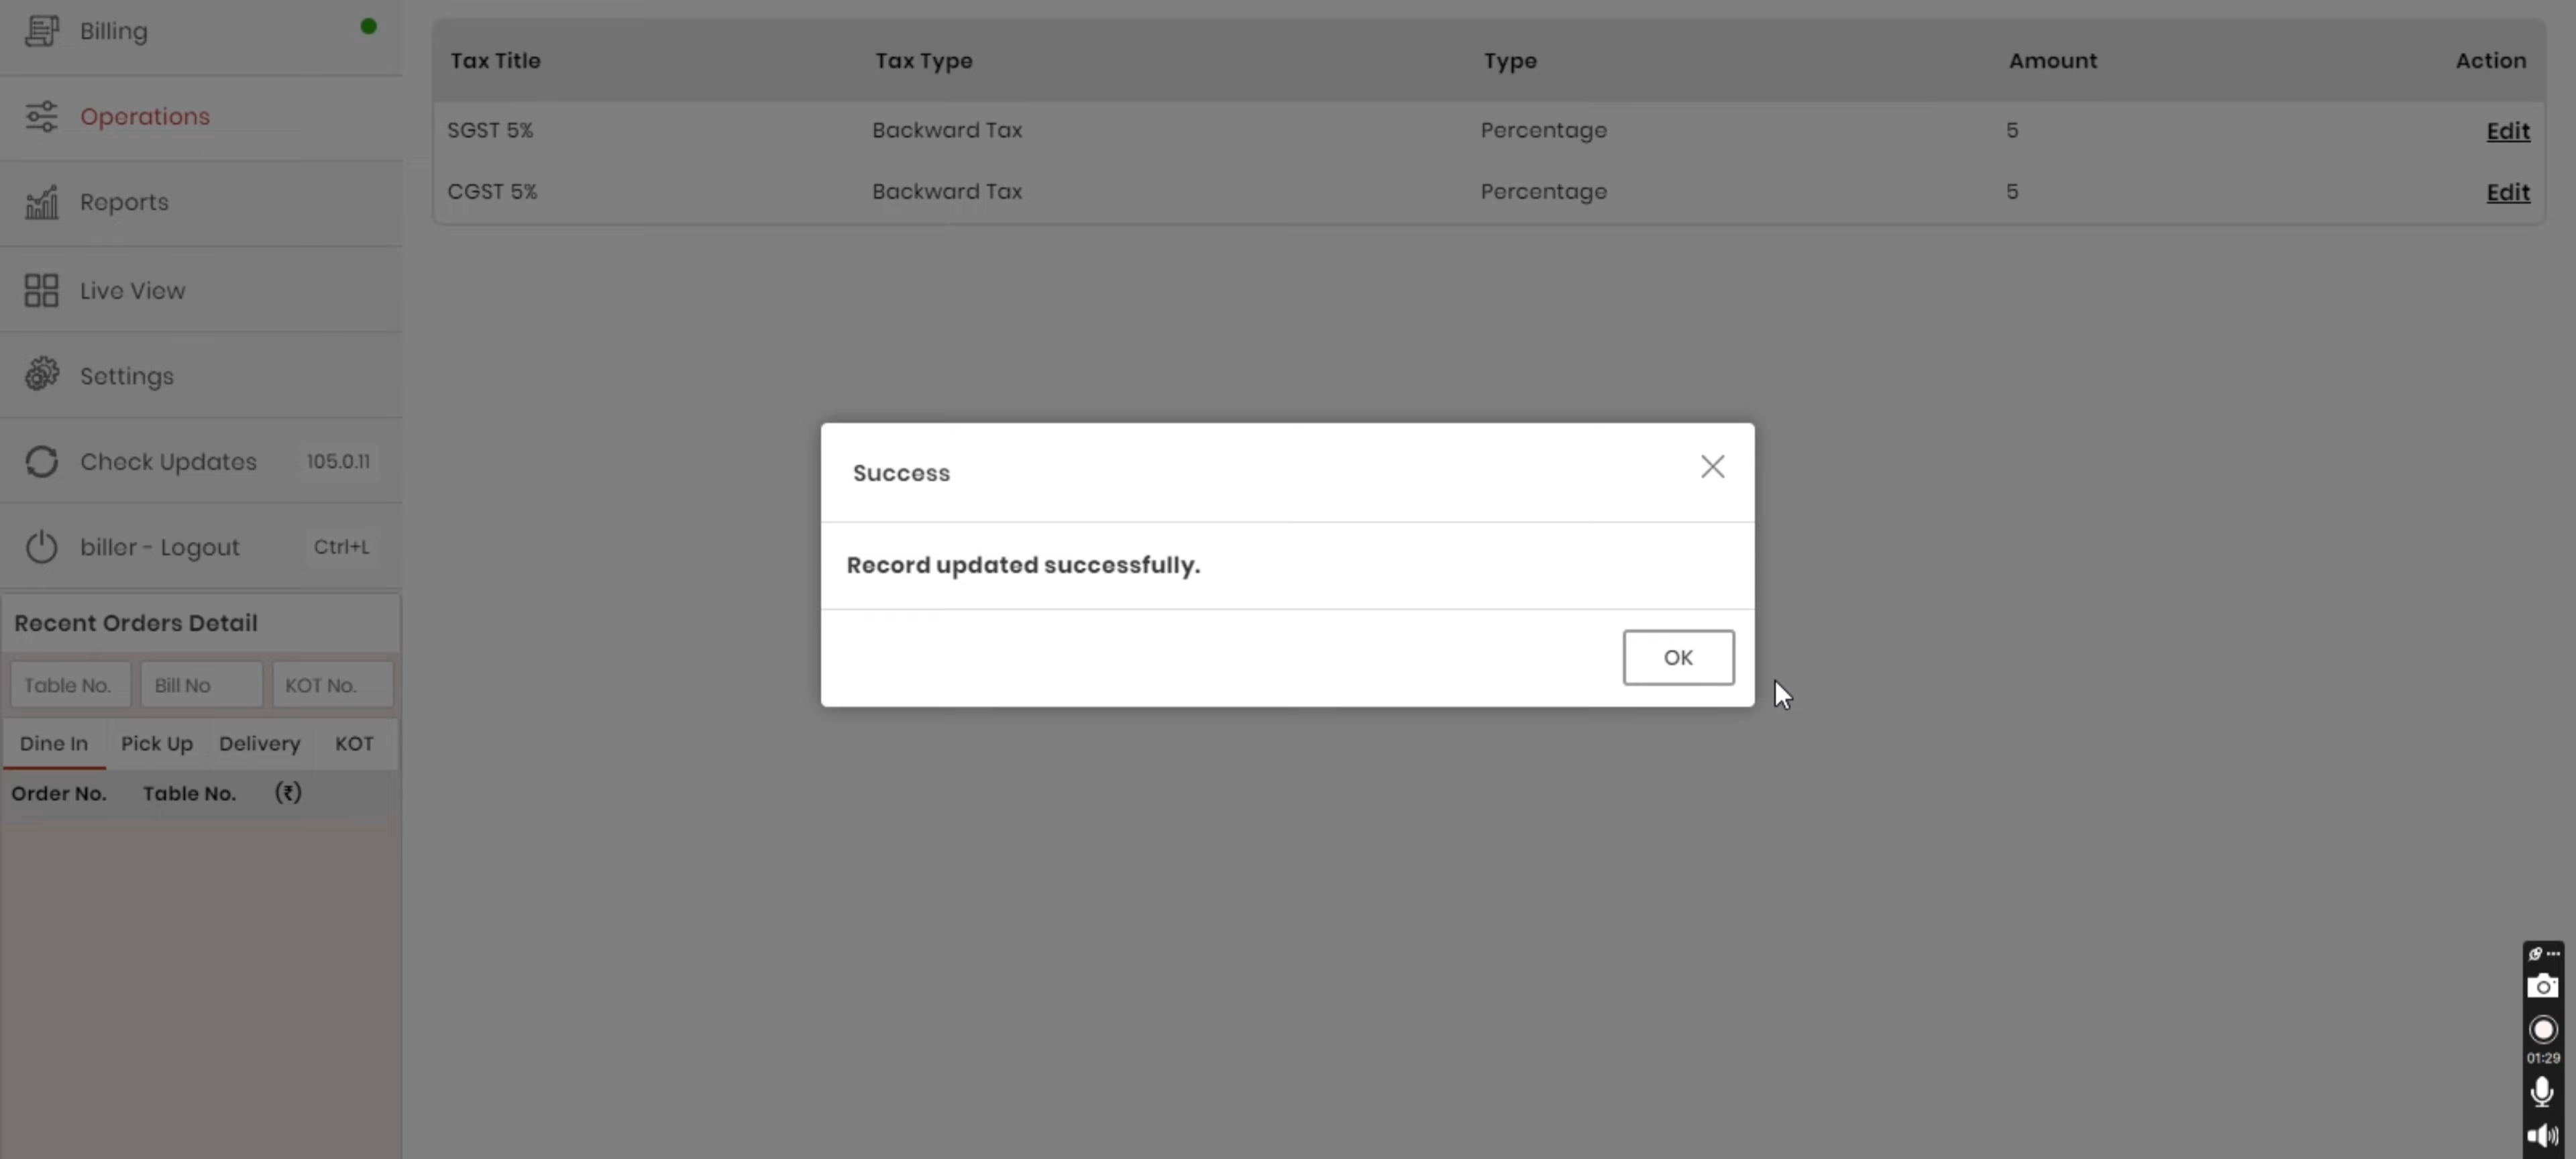 Billing
Operations
Reports
Live View
Settings
Check Updates 105.0.11
biller - Logout Ctrl+L
Recent Orders Detail
Table No. Bill No KOT No.
Dine In Pick Up Delivery KOT
Order No. Table No. (₹)
Tax Title Tax Type Type Amount Action
SGST 5% Backward Tax Percentage 5 Edit
CGST 5% Backward Tax Percentage 5 Edit
Success
Record updated successfully.
OK
01:29